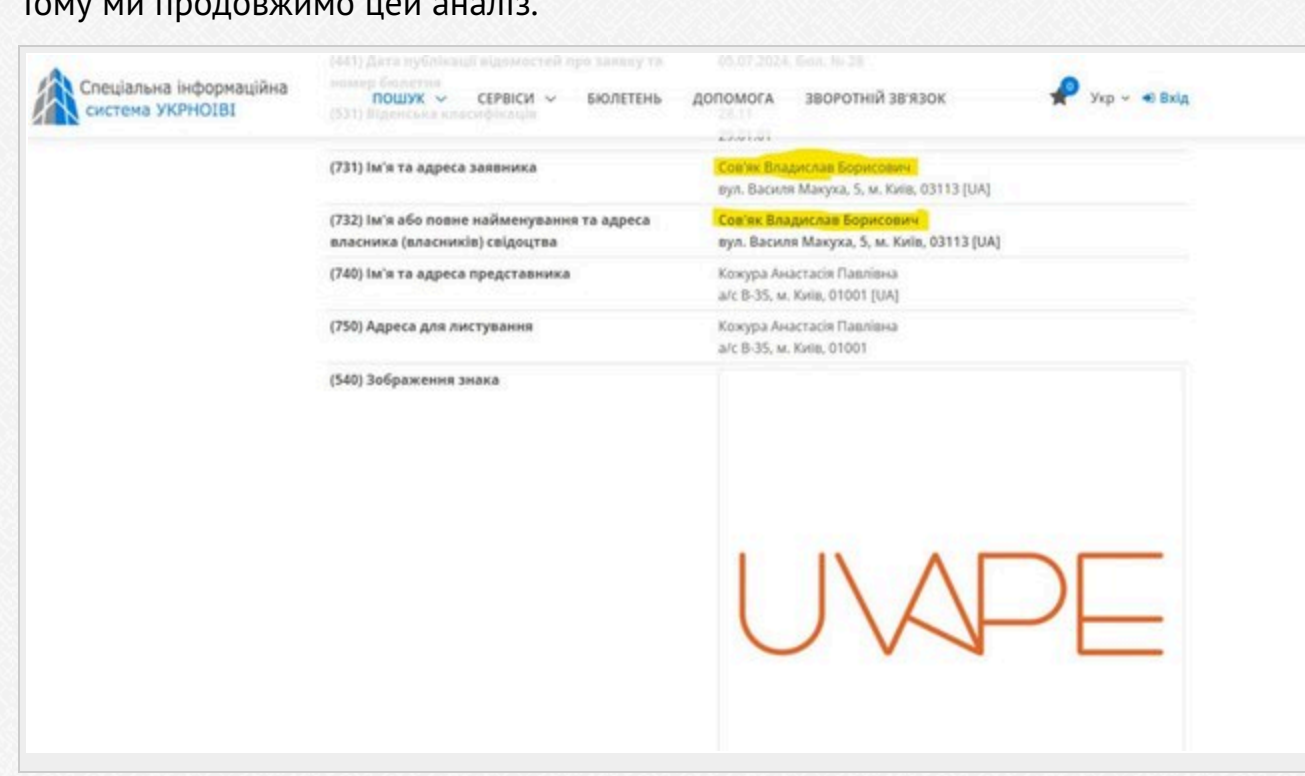 тому ми продовжимо цей аналіз.
(441) Дата публікації відомостей про заявку та
05.07.2024, Бюл. № 28
номер бюлетня
Спеціальна інформаційна
система УКРНОІВІ
ПОШУК
СЕРВІСИ
БЮЛЕТЕНЬ
ДОПОМОГА
ЗВОРОТНІЙ ЗВ'ЯЗОК
0
Укр
Вхід
(531) Віденська класифікація
(731) Ім'я та адреса заявника
Сов'як Владислав Борисович
вул. Василя Макуха, 5, м. Київ, 03113 [UA]
(732) Ім'я або повне найменування та адреса
власника (власників) свідоцтва
Сов'як Владислав Борисович
вул. Василя Макуха, 5, м. Київ, 03113 [UA]
(740) Ім'я та адреса представника
Кожура Анастасія Павлівна
а/с В-35, м. Київ, 01001 [UA]
(750) Адреса для листування
Кожура Анастасія Павлівна
а/с В-35, м. Київ, 01001
(540) Зображення знака
UVAPE